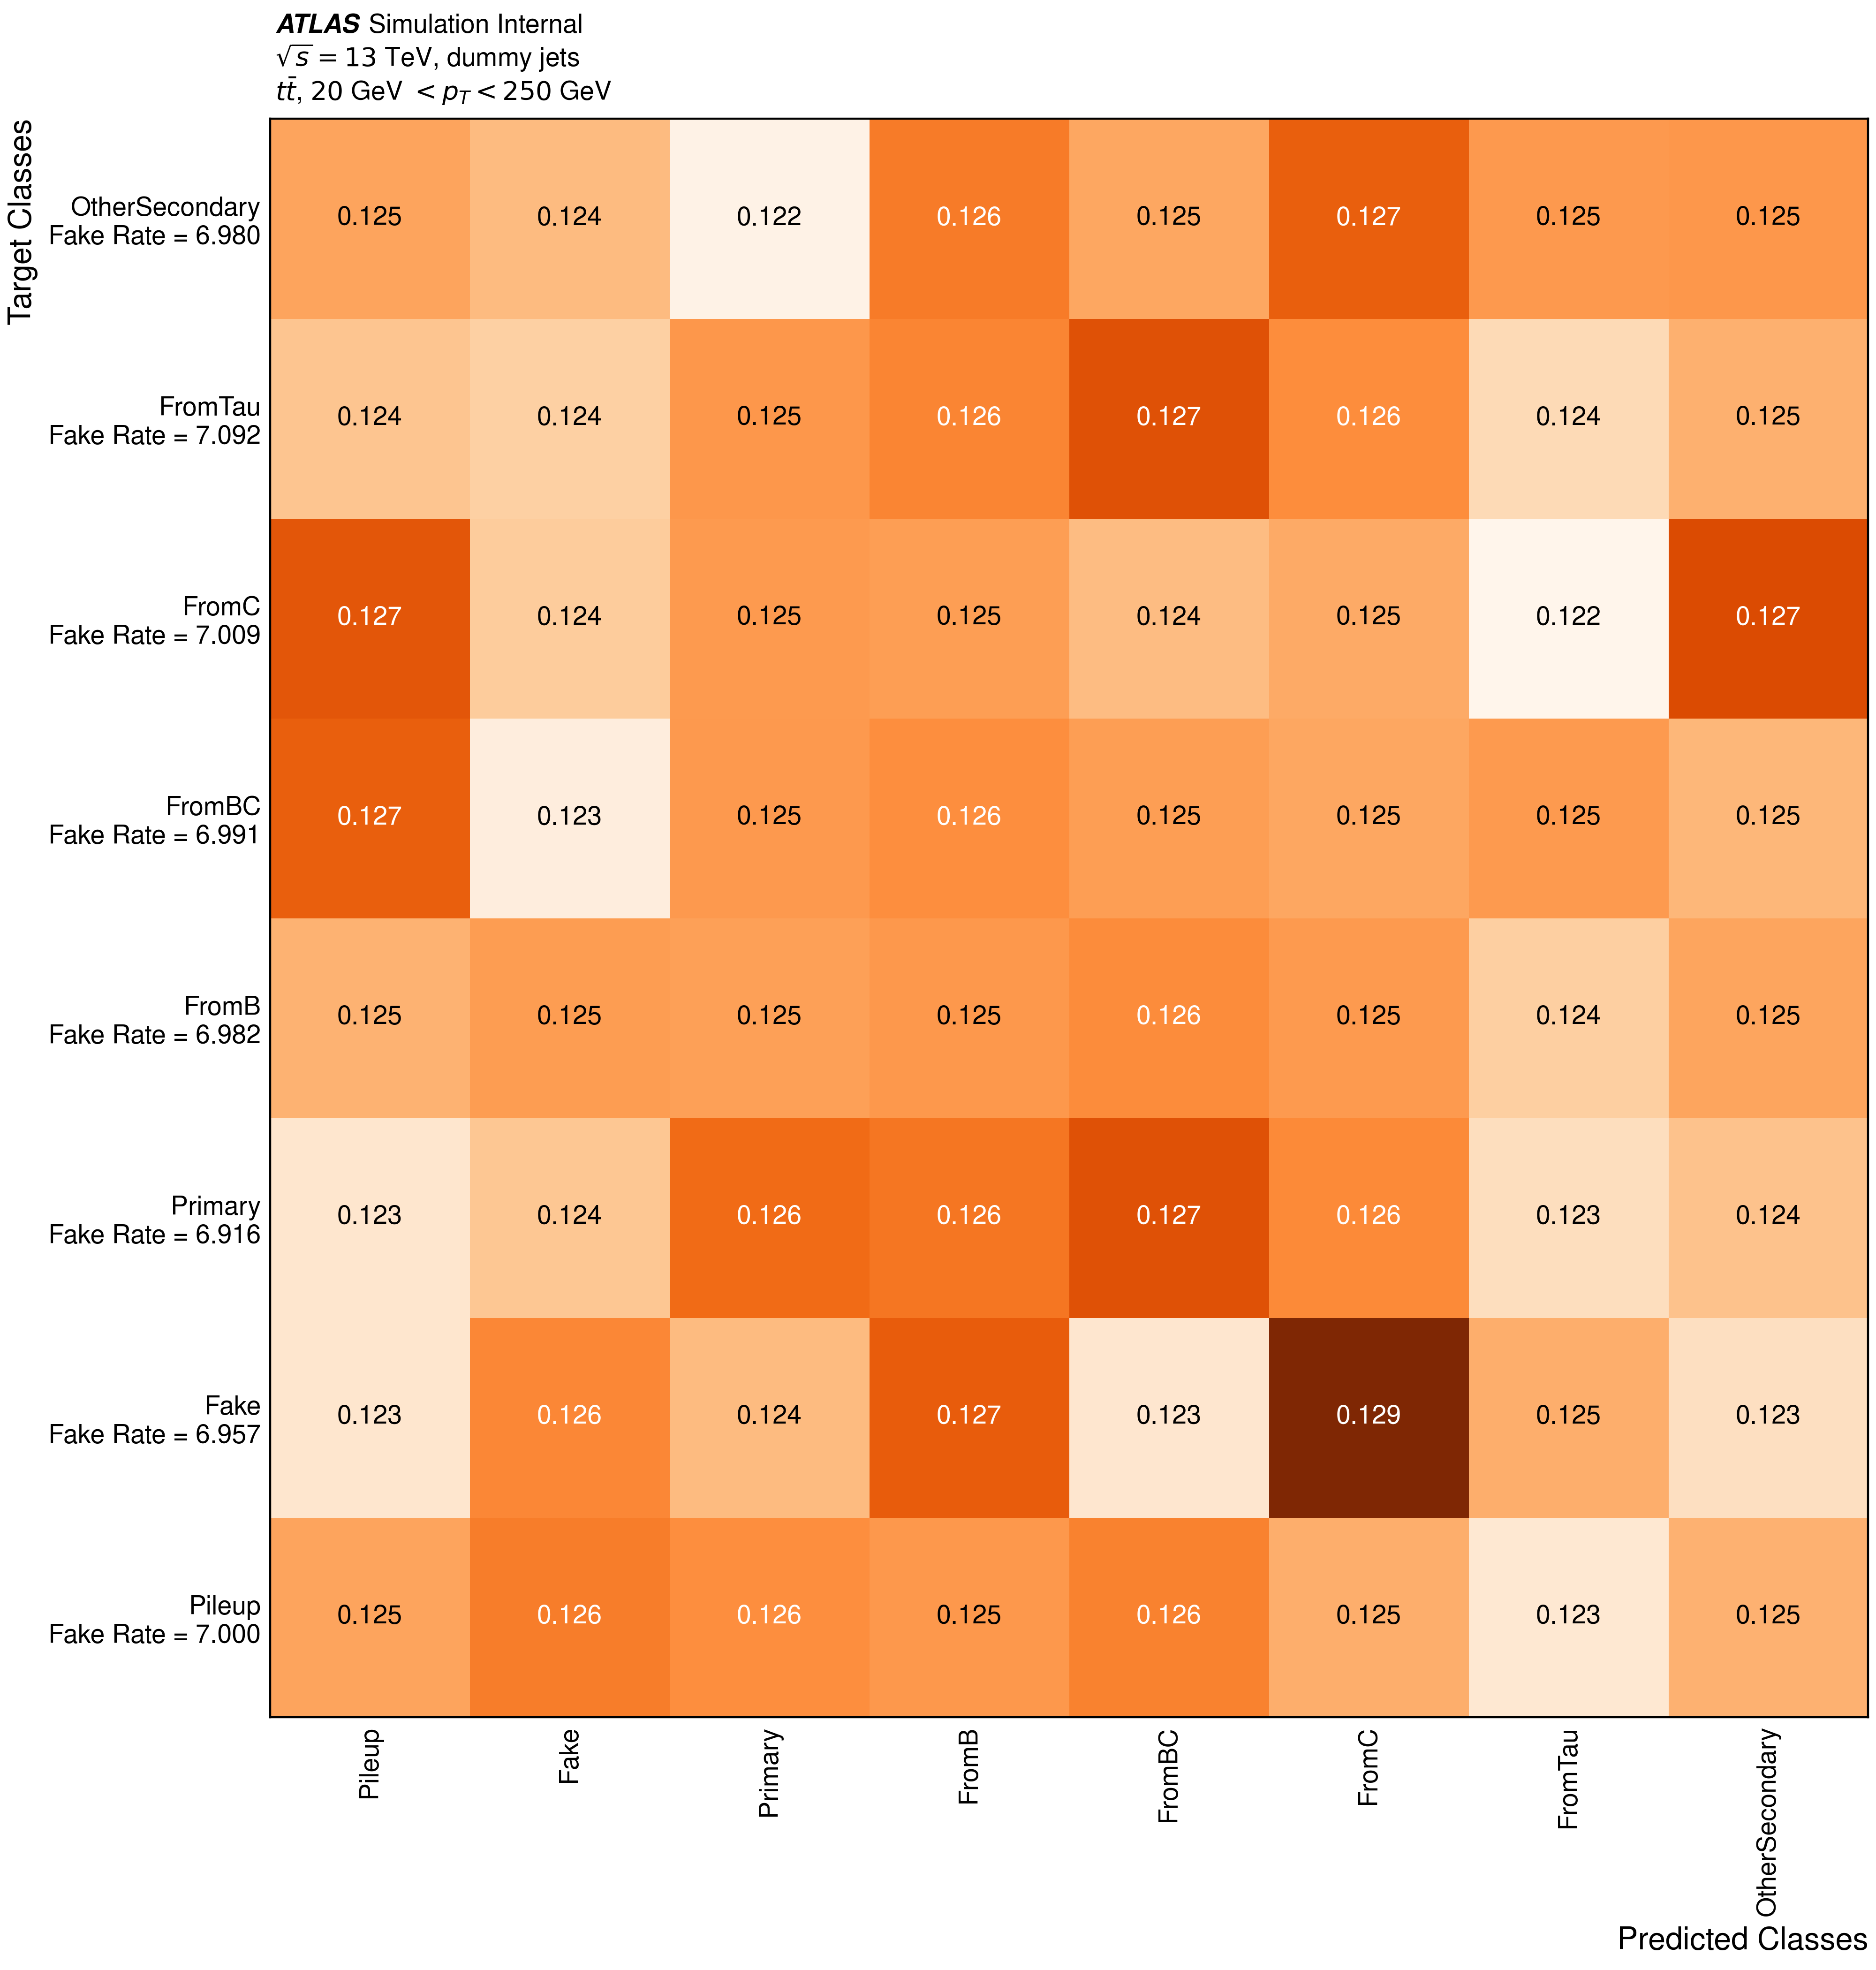 ATLAS Simulation Internal
√s = 13 TeV, dummy jets
tt̄, 20 GeV < p_T < 250 GeV
Target Classes
OtherSecondary
Fake Rate = 6.980
0.125 0.124 0.122 0.126 0.125 0.127 0.125 0.125
FromTau
Fake Rate = 7.092
0.124 0.124 0.125 0.126 0.127 0.126 0.124 0.125
FromC
Fake Rate = 7.009
0.127 0.124 0.125 0.125 0.124 0.125 0.122 0.127
FromBC
Fake Rate = 6.991
0.127 0.123 0.125 0.126 0.125 0.125 0.125 0.125
FromB
Fake Rate = 6.982
0.125 0.125 0.125 0.125 0.126 0.125 0.124 0.125
Primary
Fake Rate = 6.916
0.123 0.124 0.126 0.126 0.127 0.126 0.123 0.124
Fake
Fake Rate = 6.957
0.123 0.126 0.124 0.127 0.123 0.129 0.125 0.123
Pileup
Fake Rate = 7.000
0.125 0.126 0.126 0.125 0.126 0.125 0.123 0.125
Pileup
Fake
Primary
FromB
FromBC
FromC
FromTau
OtherSecondary
Predicted Classes